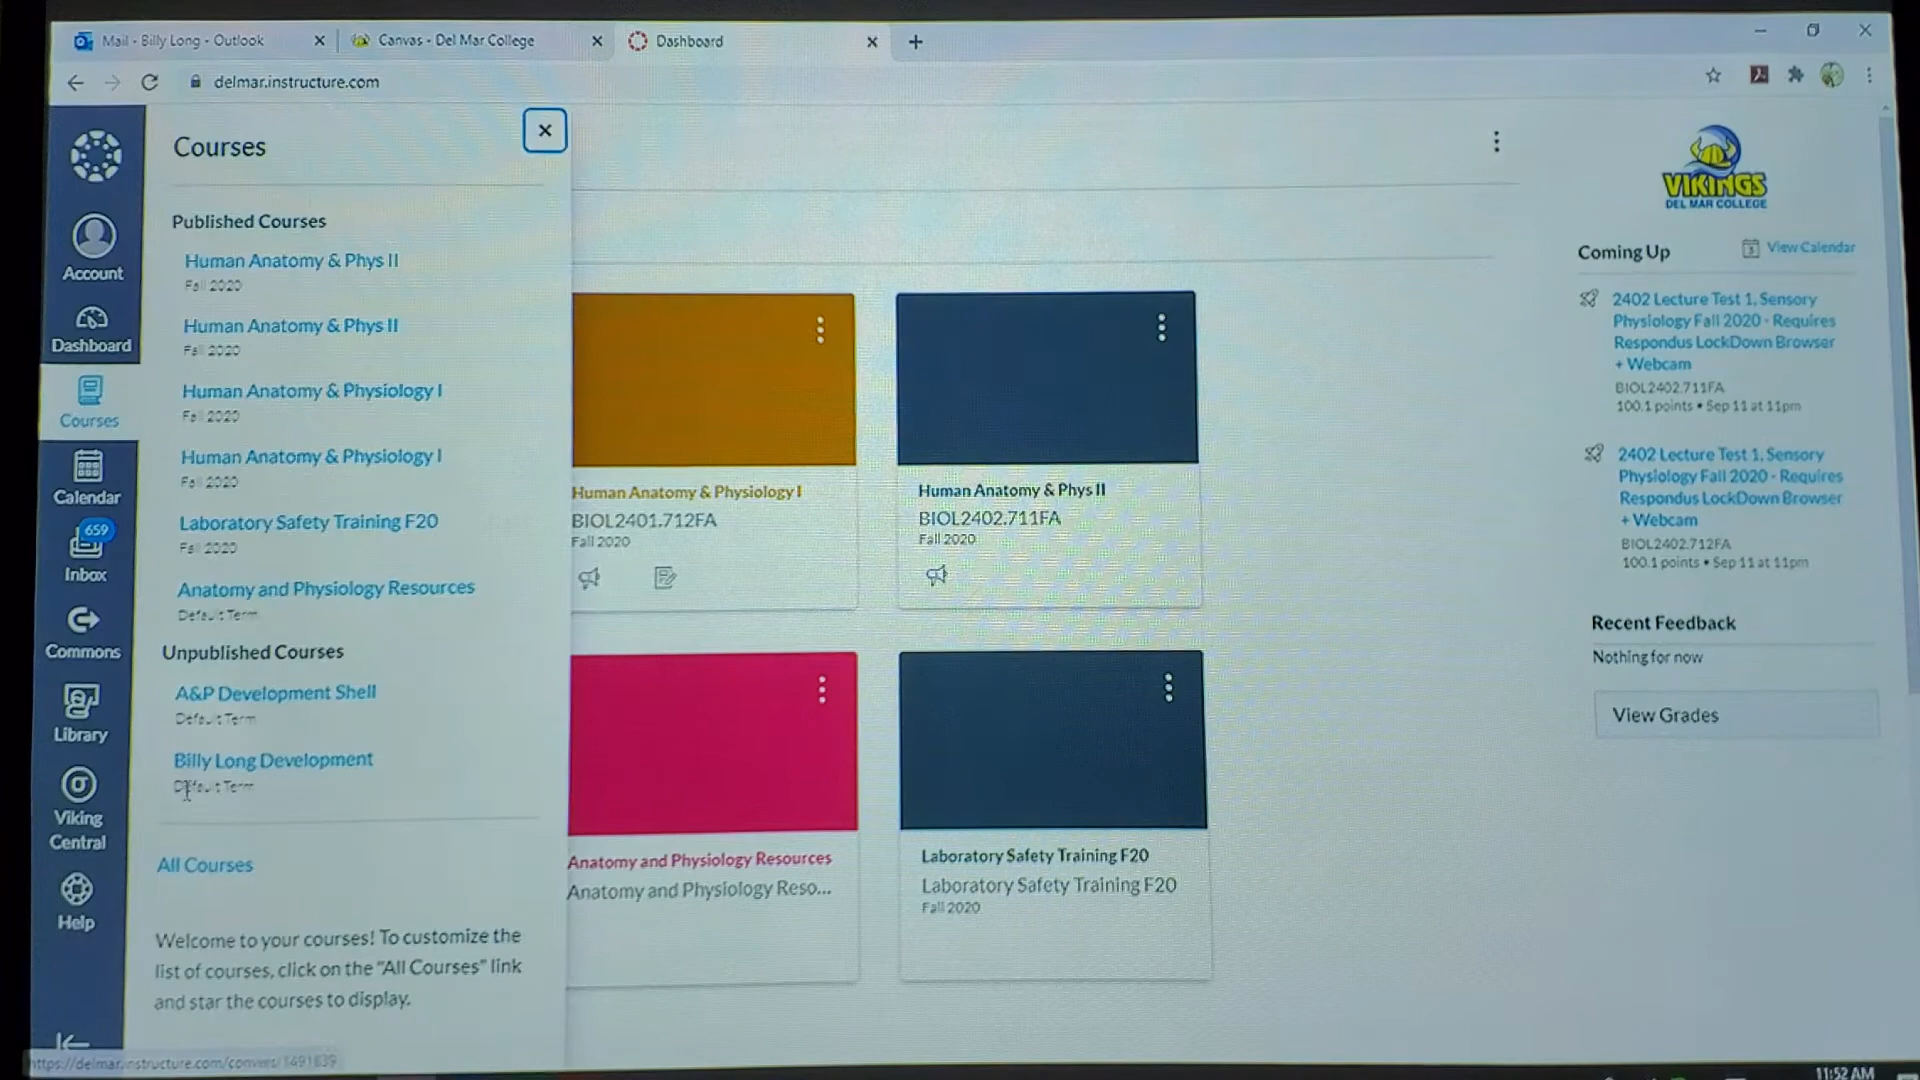 Mail - Billy Long - Outlook
Canvas - Del Mar College
Dashboard
delmar.instructure.com
Account
Dashboard
Courses
Calendar
659
Inbox
Commons
Library
Viking
Central
Help
Courses
Published Courses
Human Anatomy & Phys II
Fall 2020
Human Anatomy & Phys II
Fall 2020
Human Anatomy & Physiology I
Fall 2020
Human Anatomy & Physiology I
Fall 2020
Laboratory Safety Training F20
Fall 2020
Anatomy and Physiology Resources
Default Term
Unpublished Courses
A&P Development Shell
Default Term
Billy Long Development
Default Term
All Courses
Welcome to your courses! To customize the
list of courses, click on the "All Courses" link
and star the courses to display.
Human Anatomy & Physiology I
BIOL2401.712FA
Fall 2020
Human Anatomy & Phys II
BIOL2402.711FA
Fall 2020
Anatomy and Physiology Resources
Anatomy and Physiology Reso...
Laboratory Safety Training F20
Laboratory Safety Training F20
Fall 2020
VIKINGS
DEL MAR COLLEGE
Coming Up
View Calendar
2402 Lecture Test 1, Sensory
Physiology Fall 2020 - Requires
Respondus LockDown Browser
+ Webcam
BIOL2402.711FA
100.1 points • Sep 11 at 11pm
2402 Lecture Test 1, Sensory
Physiology Fall 2020 - Requires
Respondus LockDown Browser
+ Webcam
BIOL2402.712FA
100.1 points • Sep 11 at 11pm
Recent Feedback
Nothing for now
View Grades
11:52 AM